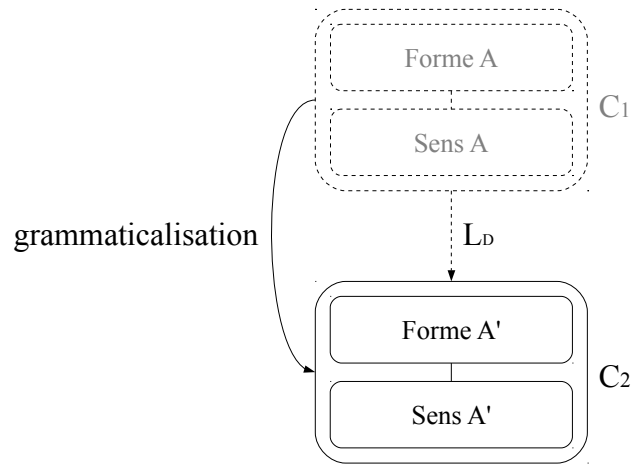 Forme A
C1
Sens A
grammaticalisation
LD
Forme A'
C2
Sens A'